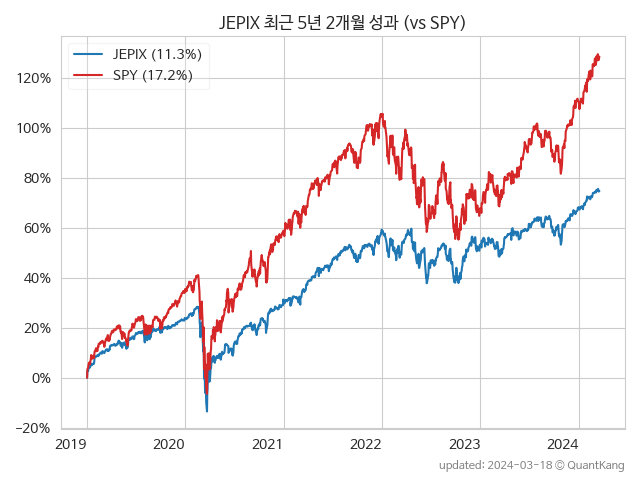 JEPIX 최근 5년 2개월 성과 (vs SPY)
JEPIX (11.3%)
SPY (17.2%)
120%
100%
80%
60%
40%
20%
0%
−20%
2019 2020 2021 2022 2023 2024
updated: 2024-03-18 © QuantKang